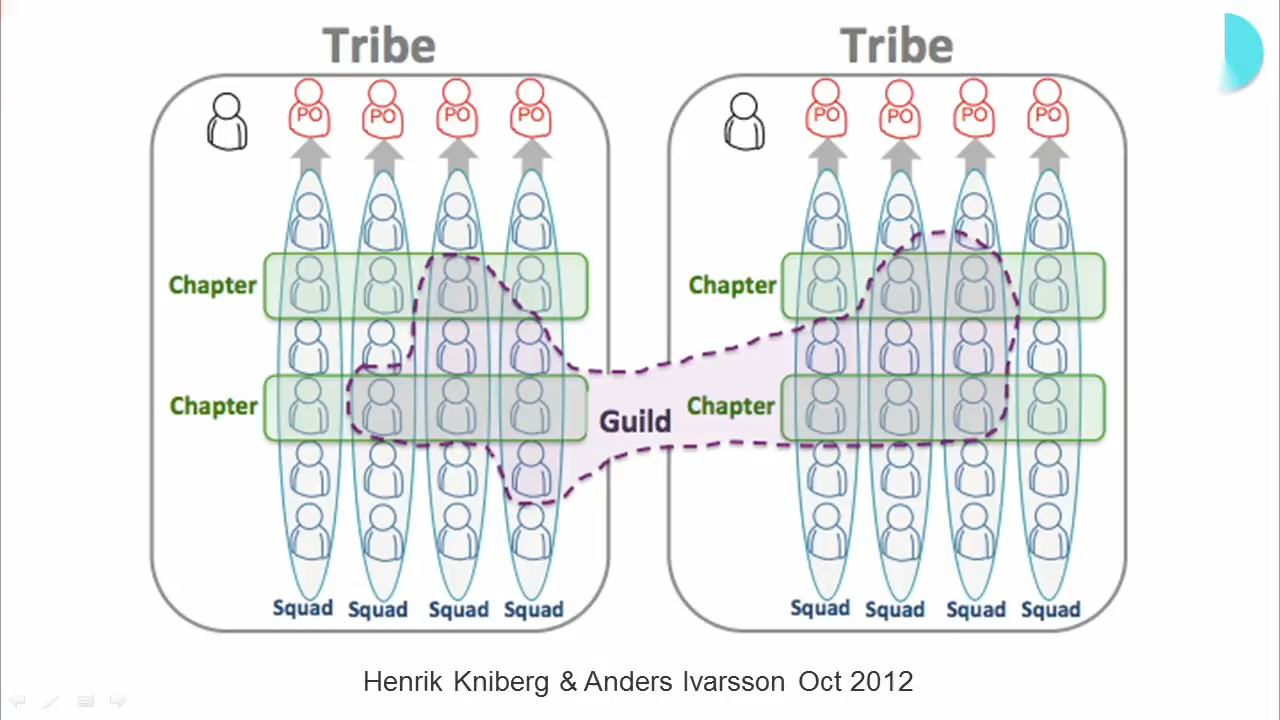 Tribe Tribe
PO PO PO PO PO PO PO PO
Chapter Chapter
Chapter Guild Chapter
Squad Squad Squad Squad Squad Squad Squad Squad
Henrik Kniberg & Anders Ivarsson Oct 2012